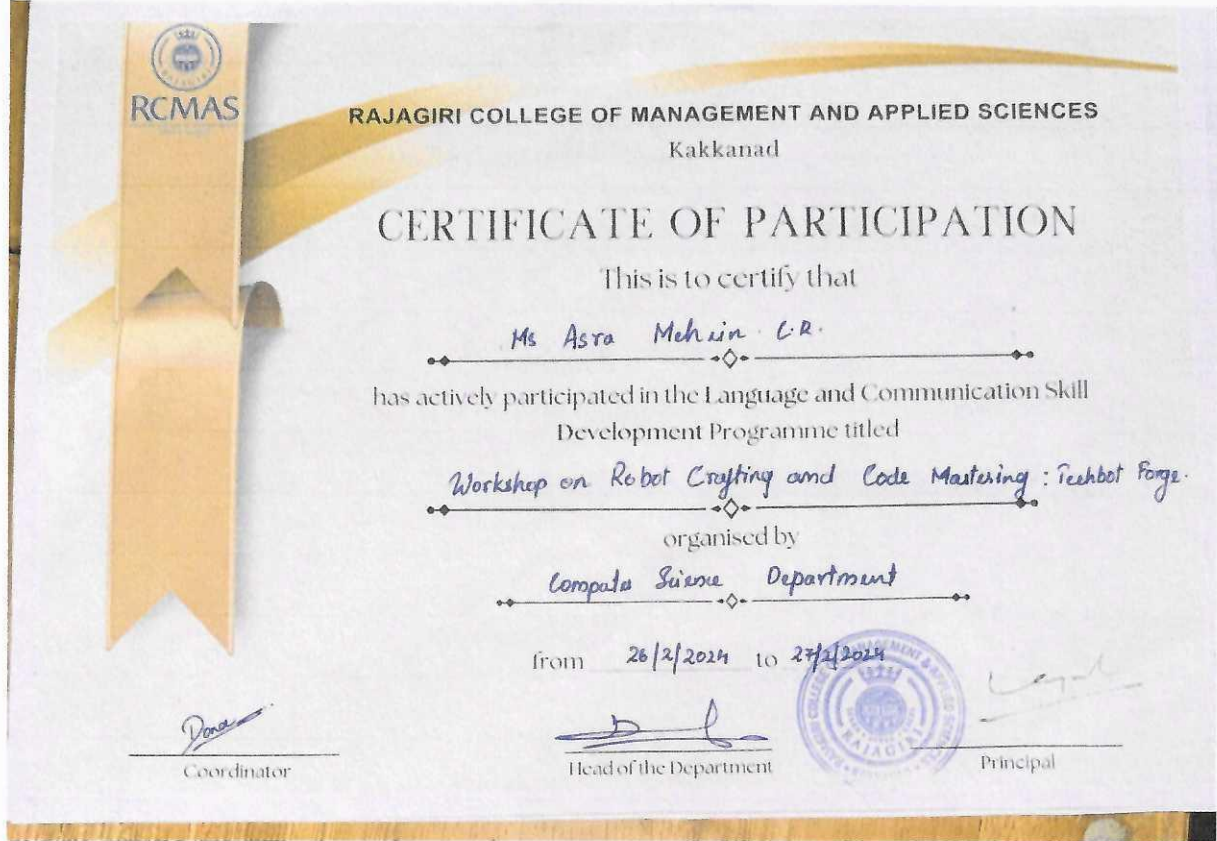 RCMAS
RAJAGIRI COLLEGE OF MANAGEMENT AND APPLIED SCIENCES
Kakkanad
CERTIFICATE OF PARTICIPATION
This is to certify that
Ms Asra Mehrin C.R.
has actively participated in the Language and Communication Skill
Development Programme titled
Workshop on Robot Crafting and Code Mastering : Techbot Forge.
organised by
Computer Science Department
from 26/2/2024 to 27/2/2024
RAJAGIRI
Dona
Coordinator
Head of the Department
Principal